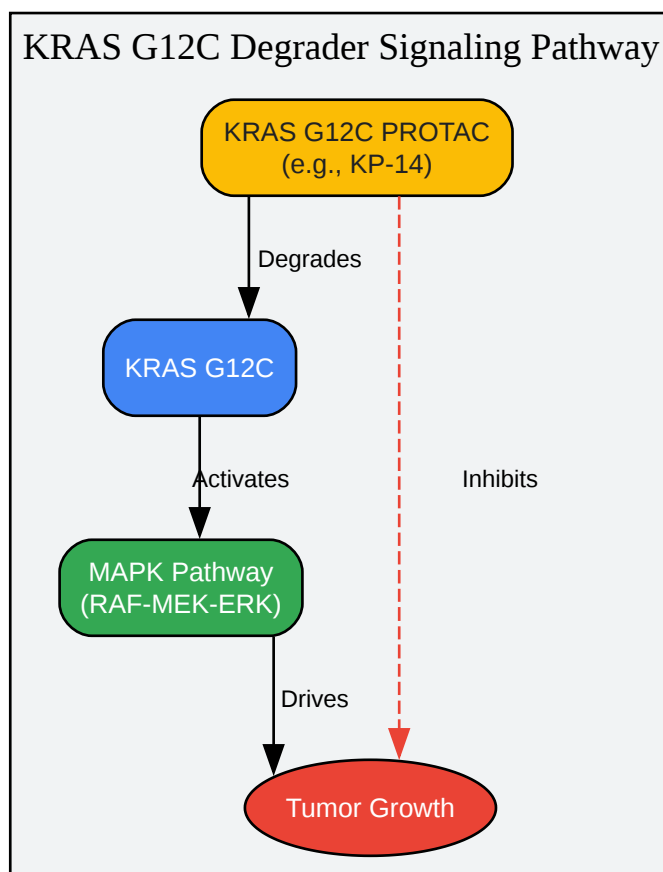 KRAS G12C Degrader Signaling Pathway
KRAS G12C PROTAC
(e.g., KP-14)
Degrades
KRAS G12C
Activates
Inhibits
MAPK Pathway
(RAF-MEK-ERK)
Drives
Tumor Growth